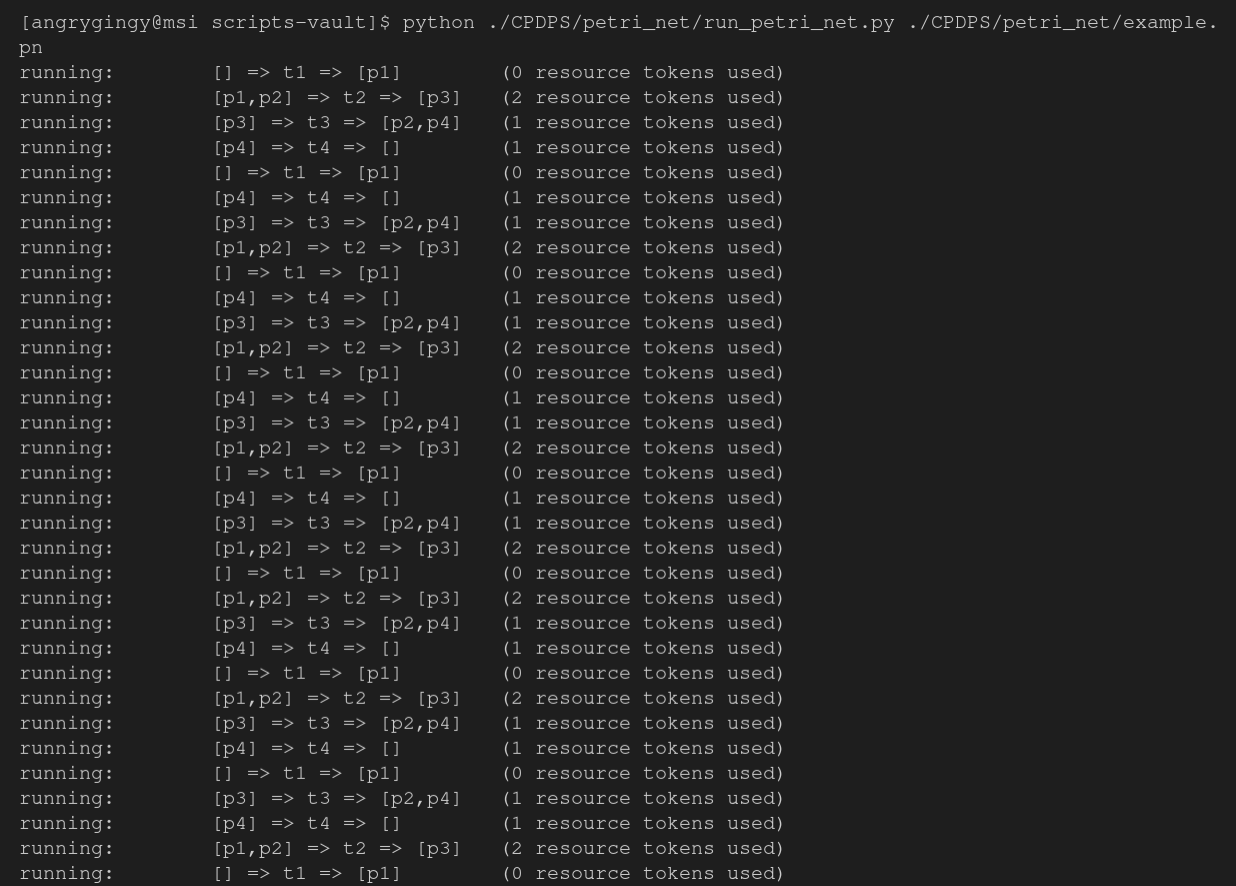 [angrygingy@msi scripts-vault]$ python ./CPDPS/petri_net/run_petri_net.py ./CPDPS/petri_net/example.
pn
running: [] => t1 => [p1] (0 resource tokens used)
running: [p1,p2] => t2 => [p3] (2 resource tokens used)
running: [p3] => t3 => [p2,p4] (1 resource tokens used)
running: [p4] => t4 => [] (1 resource tokens used)
running: [] => t1 => [p1] (0 resource tokens used)
running: [p4] => t4 => [] (1 resource tokens used)
running: [p3] => t3 => [p2,p4] (1 resource tokens used)
running: [p1,p2] => t2 => [p3] (2 resource tokens used)
running: [] => t1 => [p1] (0 resource tokens used)
running: [p4] => t4 => [] (1 resource tokens used)
running: [p3] => t3 => [p2,p4] (1 resource tokens used)
running: [p1,p2] => t2 => [p3] (2 resource tokens used)
running: [] => t1 => [p1] (0 resource tokens used)
running: [p4] => t4 => [] (1 resource tokens used)
running: [p3] => t3 => [p2,p4] (1 resource tokens used)
running: [p1,p2] => t2 => [p3] (2 resource tokens used)
running: [] => t1 => [p1] (0 resource tokens used)
running: [p4] => t4 => [] (1 resource tokens used)
running: [p3] => t3 => [p2,p4] (1 resource tokens used)
running: [p1,p2] => t2 => [p3] (2 resource tokens used)
running: [] => t1 => [p1] (0 resource tokens used)
running: [p1,p2] => t2 => [p3] (2 resource tokens used)
running: [p3] => t3 => [p2,p4] (1 resource tokens used)
running: [p4] => t4 => [] (1 resource tokens used)
running: [] => t1 => [p1] (0 resource tokens used)
running: [p1,p2] => t2 => [p3] (2 resource tokens used)
running: [p3] => t3 => [p2,p4] (1 resource tokens used)
running: [p4] => t4 => [] (1 resource tokens used)
running: [] => t1 => [p1] (0 resource tokens used)
running: [p3] => t3 => [p2,p4] (1 resource tokens used)
running: [p4] => t4 => [] (1 resource tokens used)
running: [p1,p2] => t2 => [p3] (2 resource tokens used)
running: [] => t1 => [p1] (0 resource tokens used)